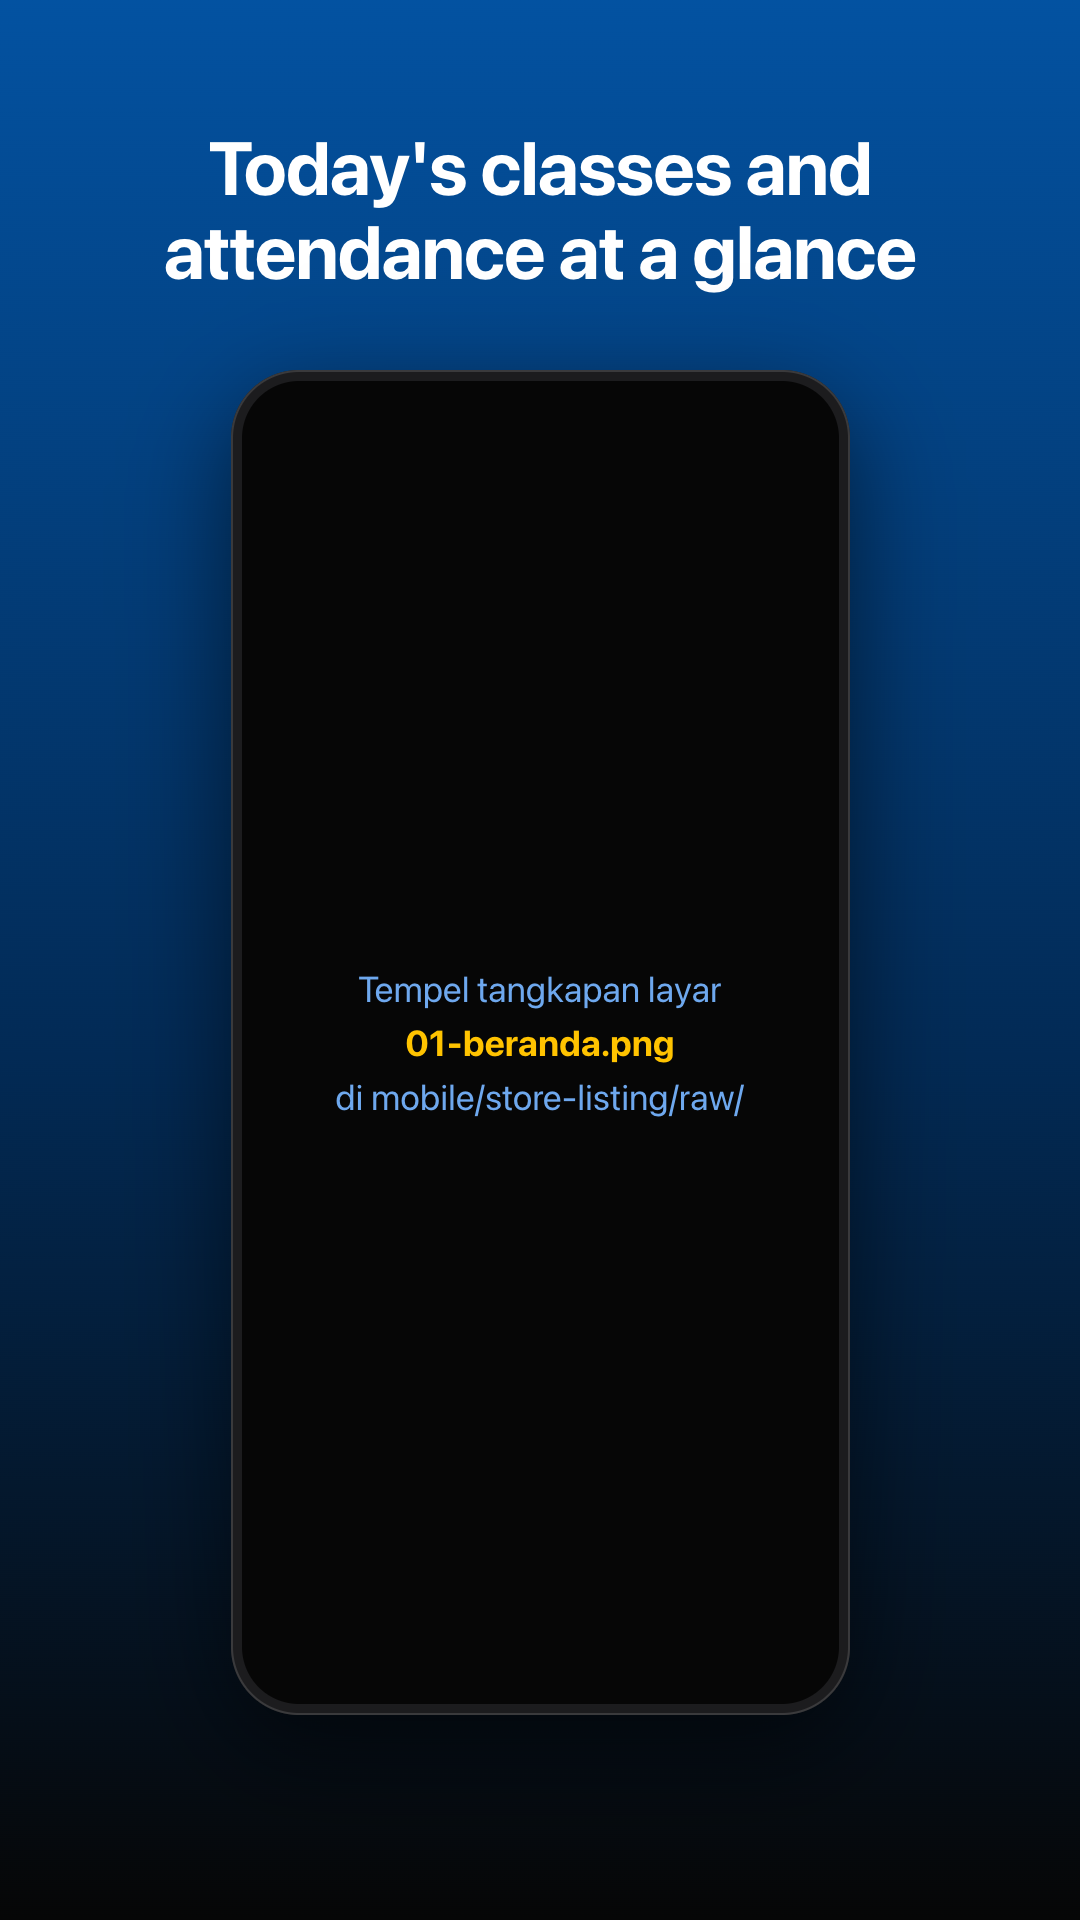 Today's classes and
attendance at a glance
Tempel tangkapan layar
01-beranda.png
di mobile/store-listing/raw/